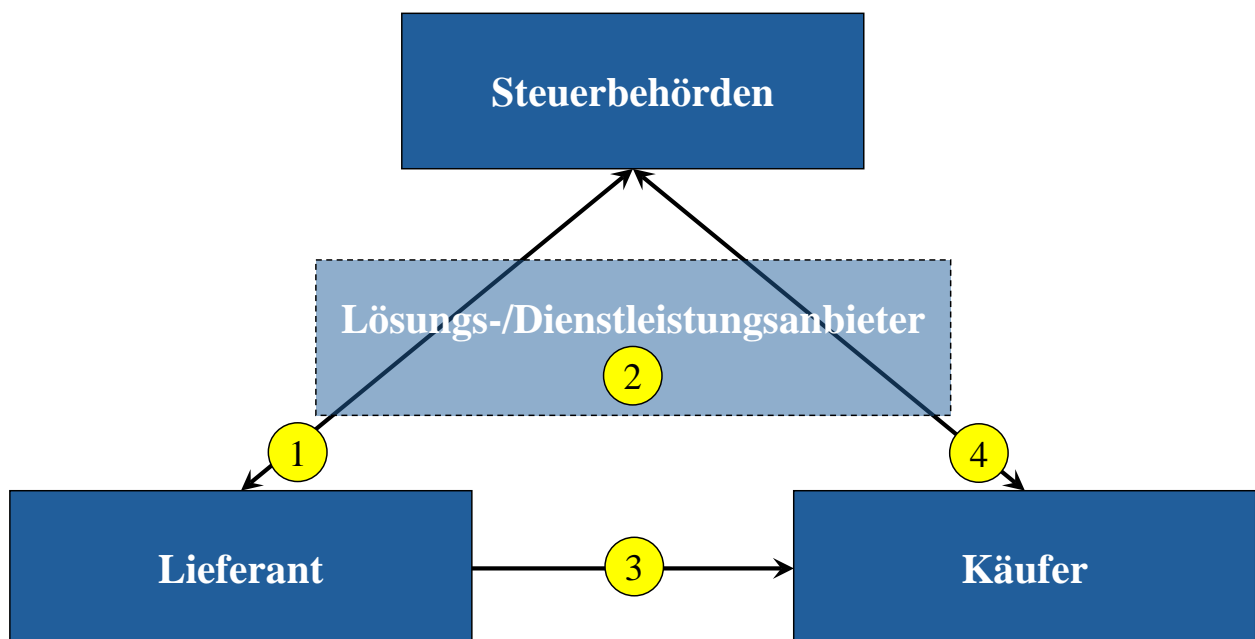 Steuerbehörden
Lösungs-/Dienstleistungsanbieter
2
1
4
Lieferant
3
Käufer